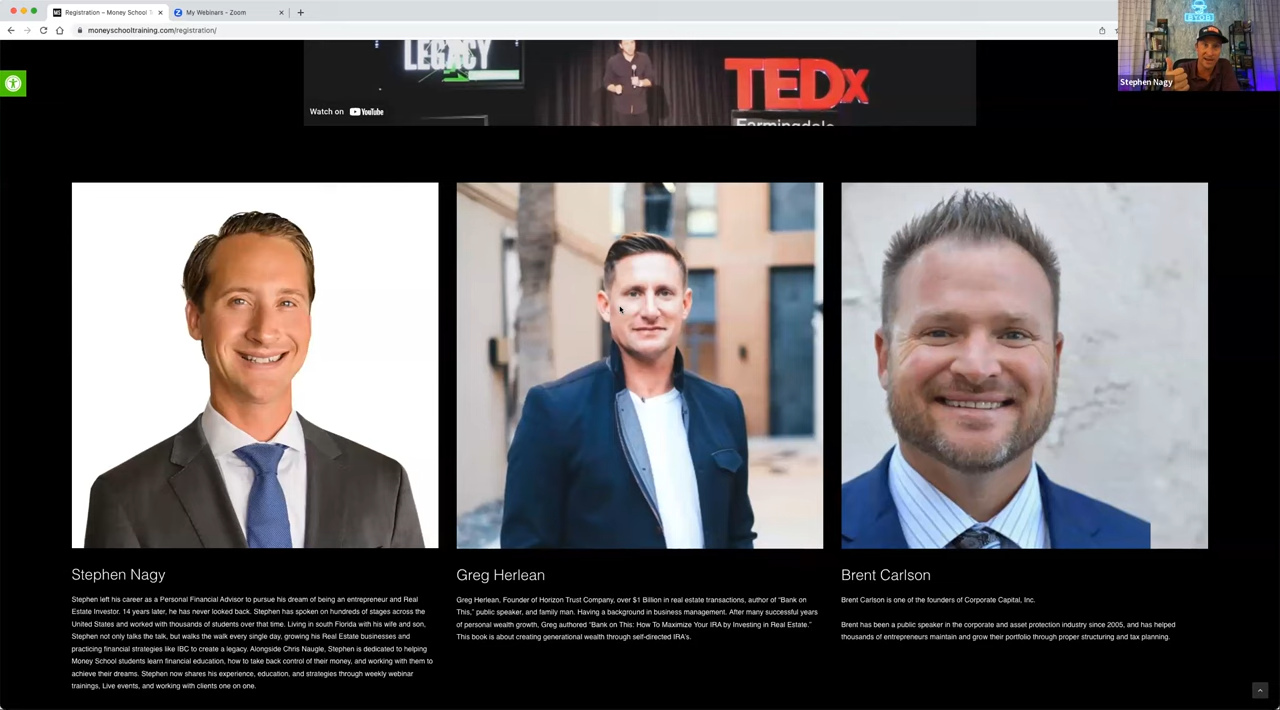 Registration – Money School T
My Webinars - Zoom
moneyschooltraining.com/registration/
BYOB
Stephen Nagy
LEGACY
TEDx
Farmingdale
Watch on YouTube
Stephen Nagy
Stephen left his career as a Personal Financial Advisor to pursue his dream of being an entrepreneur and Real
Estate Investor. 14 years later, he has never looked back. Stephen has spoken on hundreds of stages across the
United States and worked with thousands of students over that time. Living in south Florida with his wife and son,
Stephen not only talks the talk, but walks the walk every single day, growing his Real Estate businesses and
practicing financial strategies like IBC to create a legacy. Alongside Chris Naugle, Stephen is dedicated to helping
Money School students learn financial education, how to take back control of their money, and working with them to
achieve their dreams. Stephen now shares his experience, education, and strategies through weekly webinar
trainings, Live events, and working with clients one on one.
Greg Herlean
Greg Herlean, Founder of Horizon Trust Company, over $1 Billion in real estate transactions, author of "Bank on
This," public speaker, and family man. Having a background in business management. After many successful years
of personal wealth growth, Greg authored "Bank on This: How To Maximize Your IRA by Investing in Real Estate."
This book is about creating generational wealth through self-directed IRA's.
Brent Carlson
Brent Carlson is one of the founders of Corporate Capital, Inc.
Brent has been a public speaker in the corporate and asset protection industry since 2005, and has helped
thousands of entrepreneurs maintain and grow their portfolio through proper structuring and tax planning.